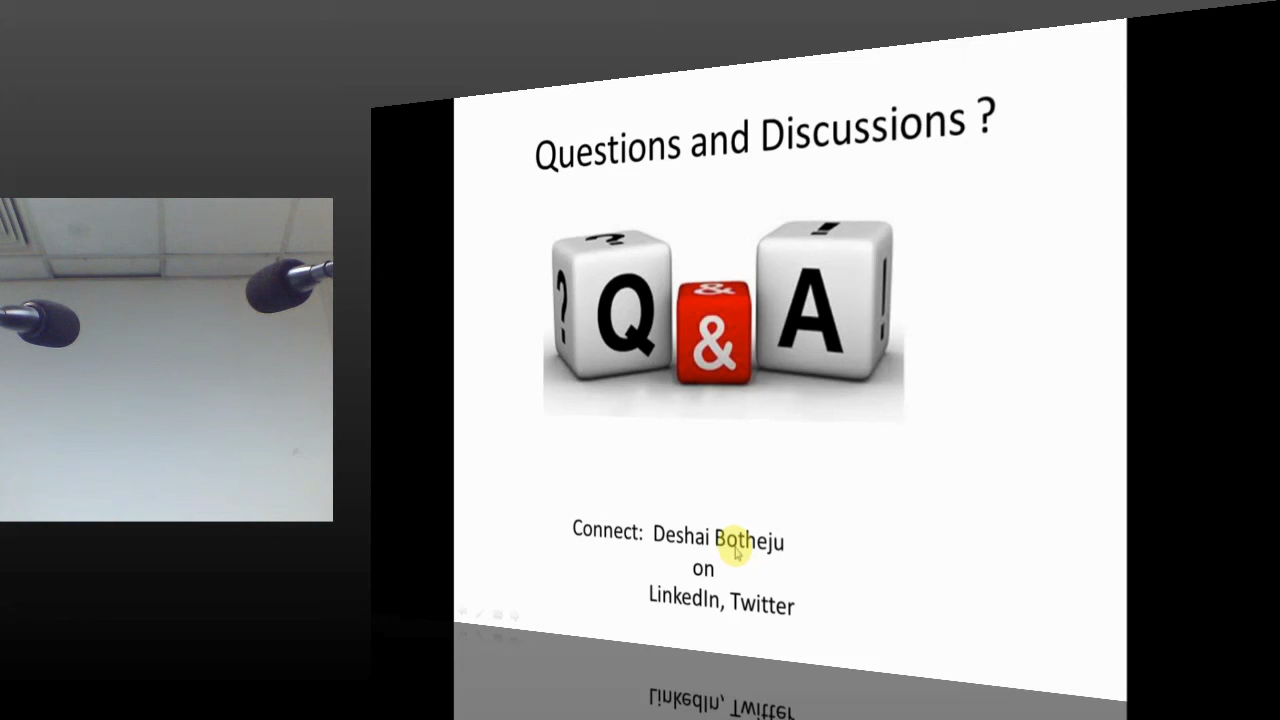 Questions and Discussions ?
? ? Q & & A ! !
Connect: Deshai Botheju
on
LinkedIn, Twitter
LinkedIn, Twitter